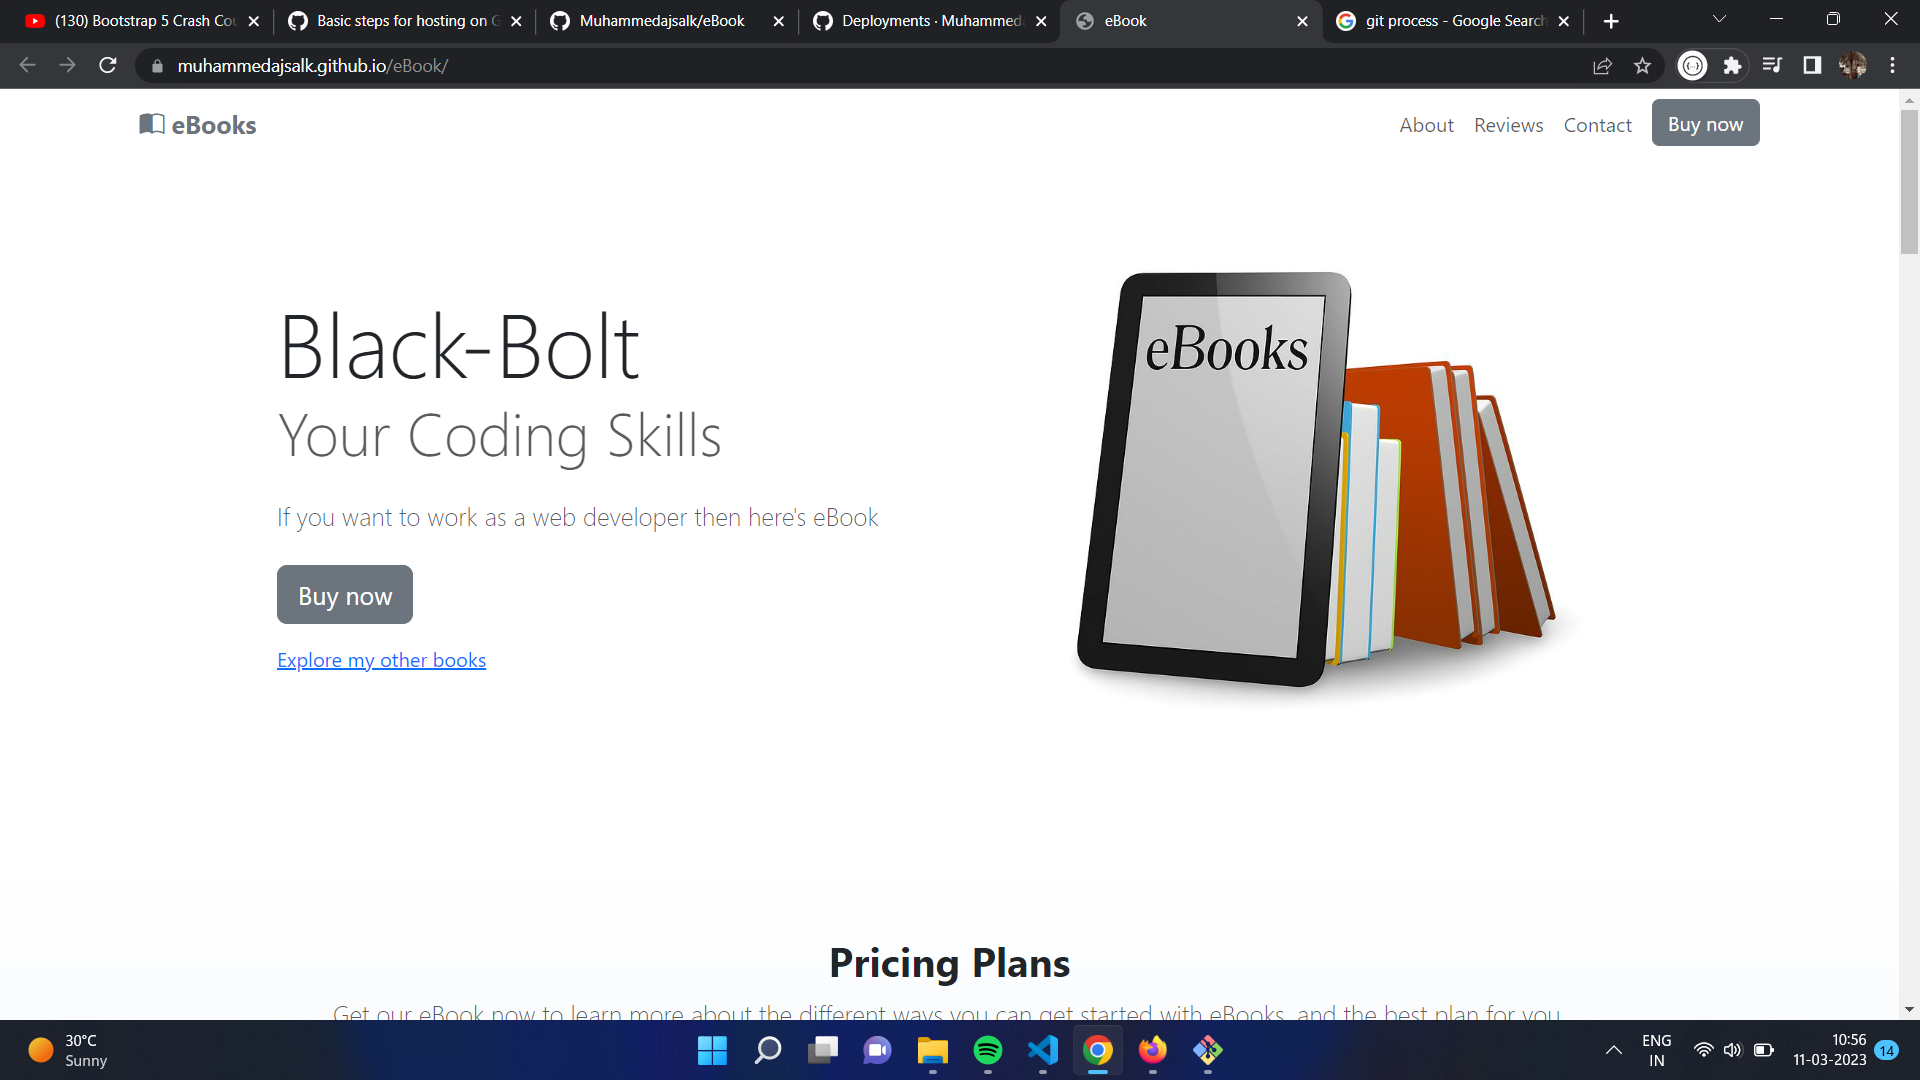 (130) Bootstrap 5 Crash Cou
Basic steps for hosting on G
Muhammedajsalk/eBook
Deployments · Muhammeda
eBook
git process - Google Search
muhammedajsalk.github.io/eBook/
eBooks
About
Reviews
Contact
Buy now
Black-Bolt
Your Coding Skills
If you want to work as a web developer then here's eBook
Buy now
Explore my other books
eBooks
Pricing Plans
Get our eBook now to learn more about the different ways you can get started with eBooks, and the best plan for you
30°C
Sunny
ENG
IN
10:56
11-03-2023
14